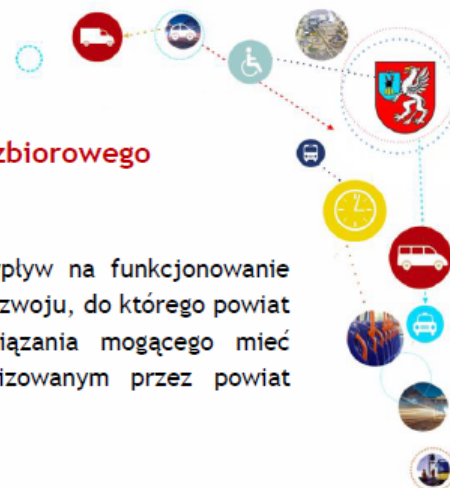 zbiorowego
pływ na funkcjonowanie
zwoju, do którego powiat
iązania mogącego mieć
izowanym przez powiat